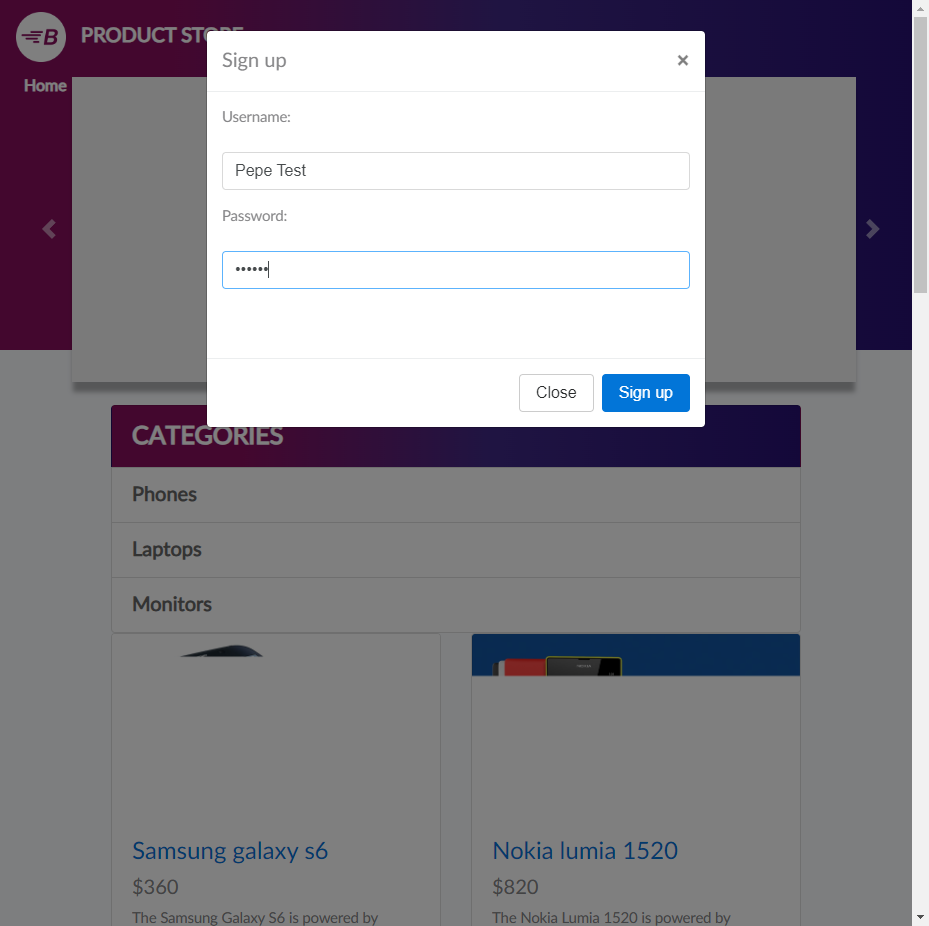 B
PRODUCT STORE
Home
Sign up
×
Username:
Pepe Test
Password:
••••••
Close
Sign up
CATEGORIES
Phones
Laptops
Monitors
Samsung galaxy s6
$360
The Samsung Galaxy S6 is powered by
NOKIA
Nokia lumia 1520
$820
The Nokia Lumia 1520 is powered by